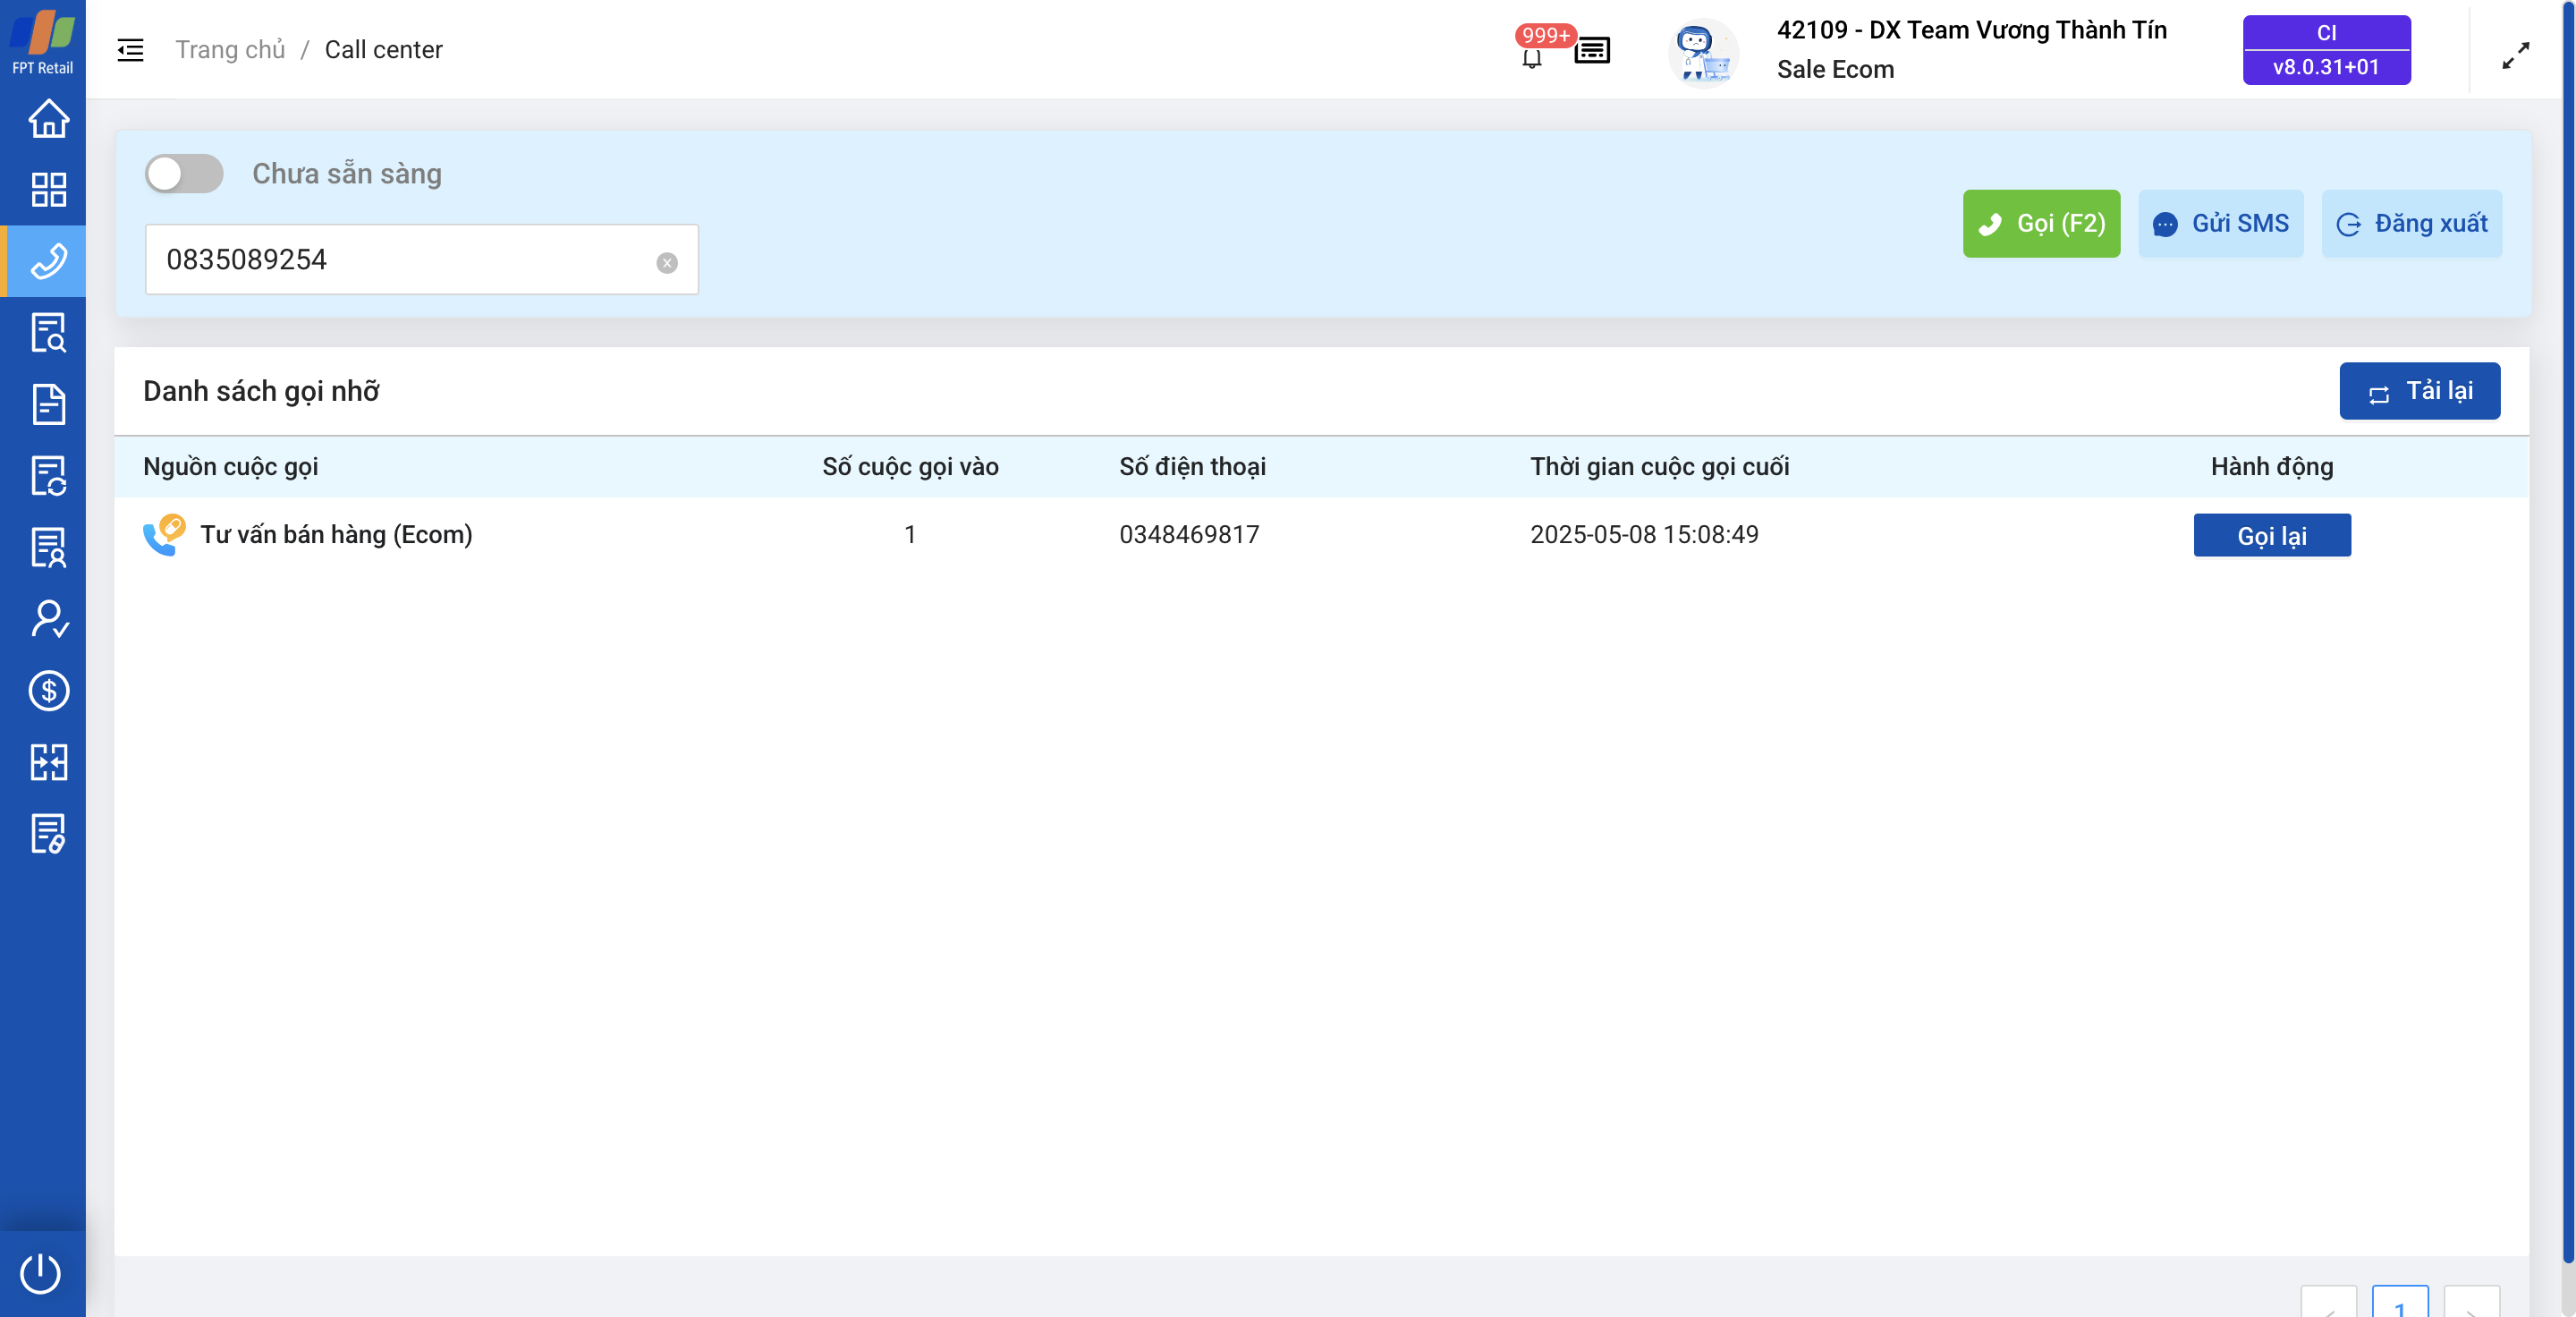 FPT Retail
Trang chủ / Call center
999+
42109 - DX Team Vương Thành Tín
Sale Ecom
CI
v8.0.31+01
Chưa sẵn sàng
0835089254
Gọi (F2)
Gửi SMS
Đăng xuất
Danh sách gọi nhỡ
Tải lại
Nguồn cuộc gọi Số cuộc gọi vào Số điện thoại Thời gian cuộc gọi cuối Hành động
Tư vấn bán hàng (Ecom) 1 0348469817 2025-05-08 15:08:49 Gọi lại
1